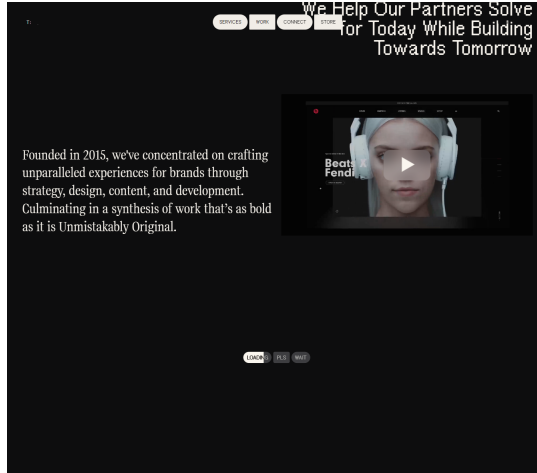 T:
SERVICES WORK CONNECT STORE
We Help Our Partners Solve
for Today While Building
Towards Tomorrow
Founded in 2015, we've concentrated on crafting
unparalleled experiences for brands through
strategy, design, content, and development.
Culminating in a synthesis of work that's as bold
as it is Unmistakably Original.
Beats X
Fendi
LOADING PLS WAIT